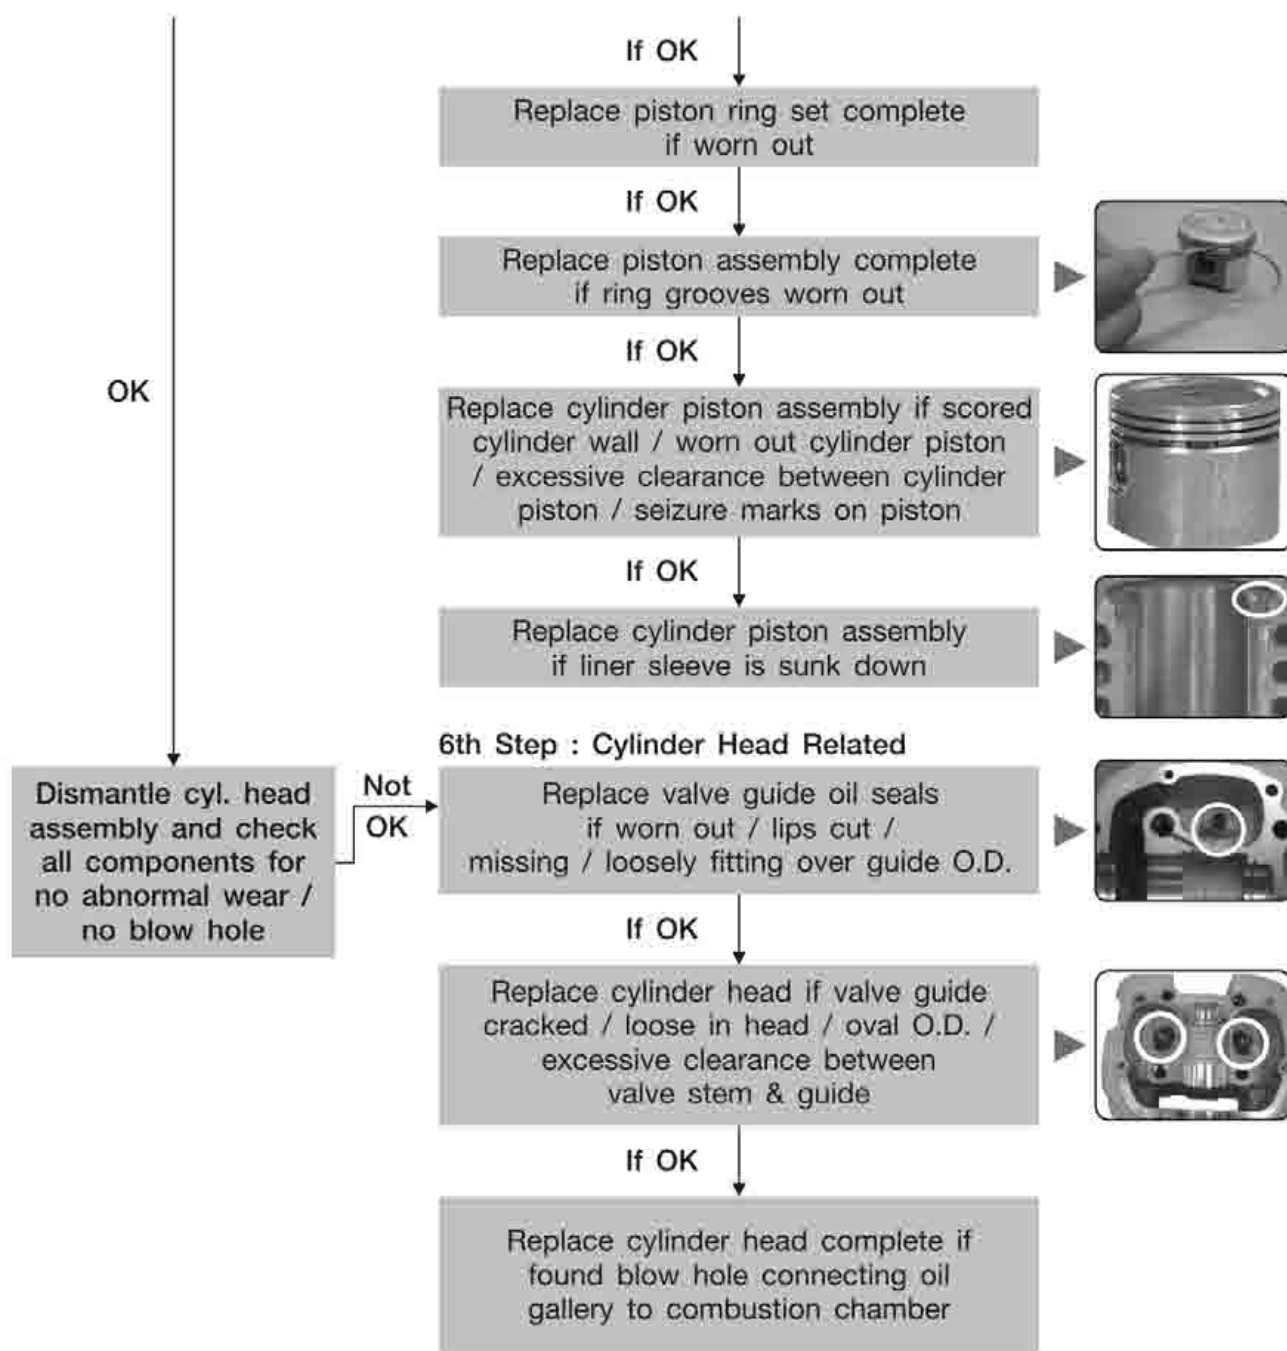 If OK
Replace piston ring set complete
if worn out
If OK
Replace piston assembly complete
if ring grooves worn out
If OK
OK
Replace cylinder piston assembly if scored
cylinder wall / worn out cylinder piston
/ excessive clearance between cylinder
piston / seizure marks on piston
If OK
Replace cylinder piston assembly
if liner sleeve is sunk down
6th Step : Cylinder Head Related
Dismantle cyl. head
assembly and check
all components for
no abnormal wear /
no blow hole
Not
OK
Replace valve guide oil seals
if worn out / lips cut /
missing / loosely fitting over guide O.D.
If OK
Replace cylinder head if valve guide
cracked / loose in head / oval O.D. /
excessive clearance between
valve stem & guide
If OK
Replace cylinder head complete if
found blow hole connecting oil
gallery to combustion chamber